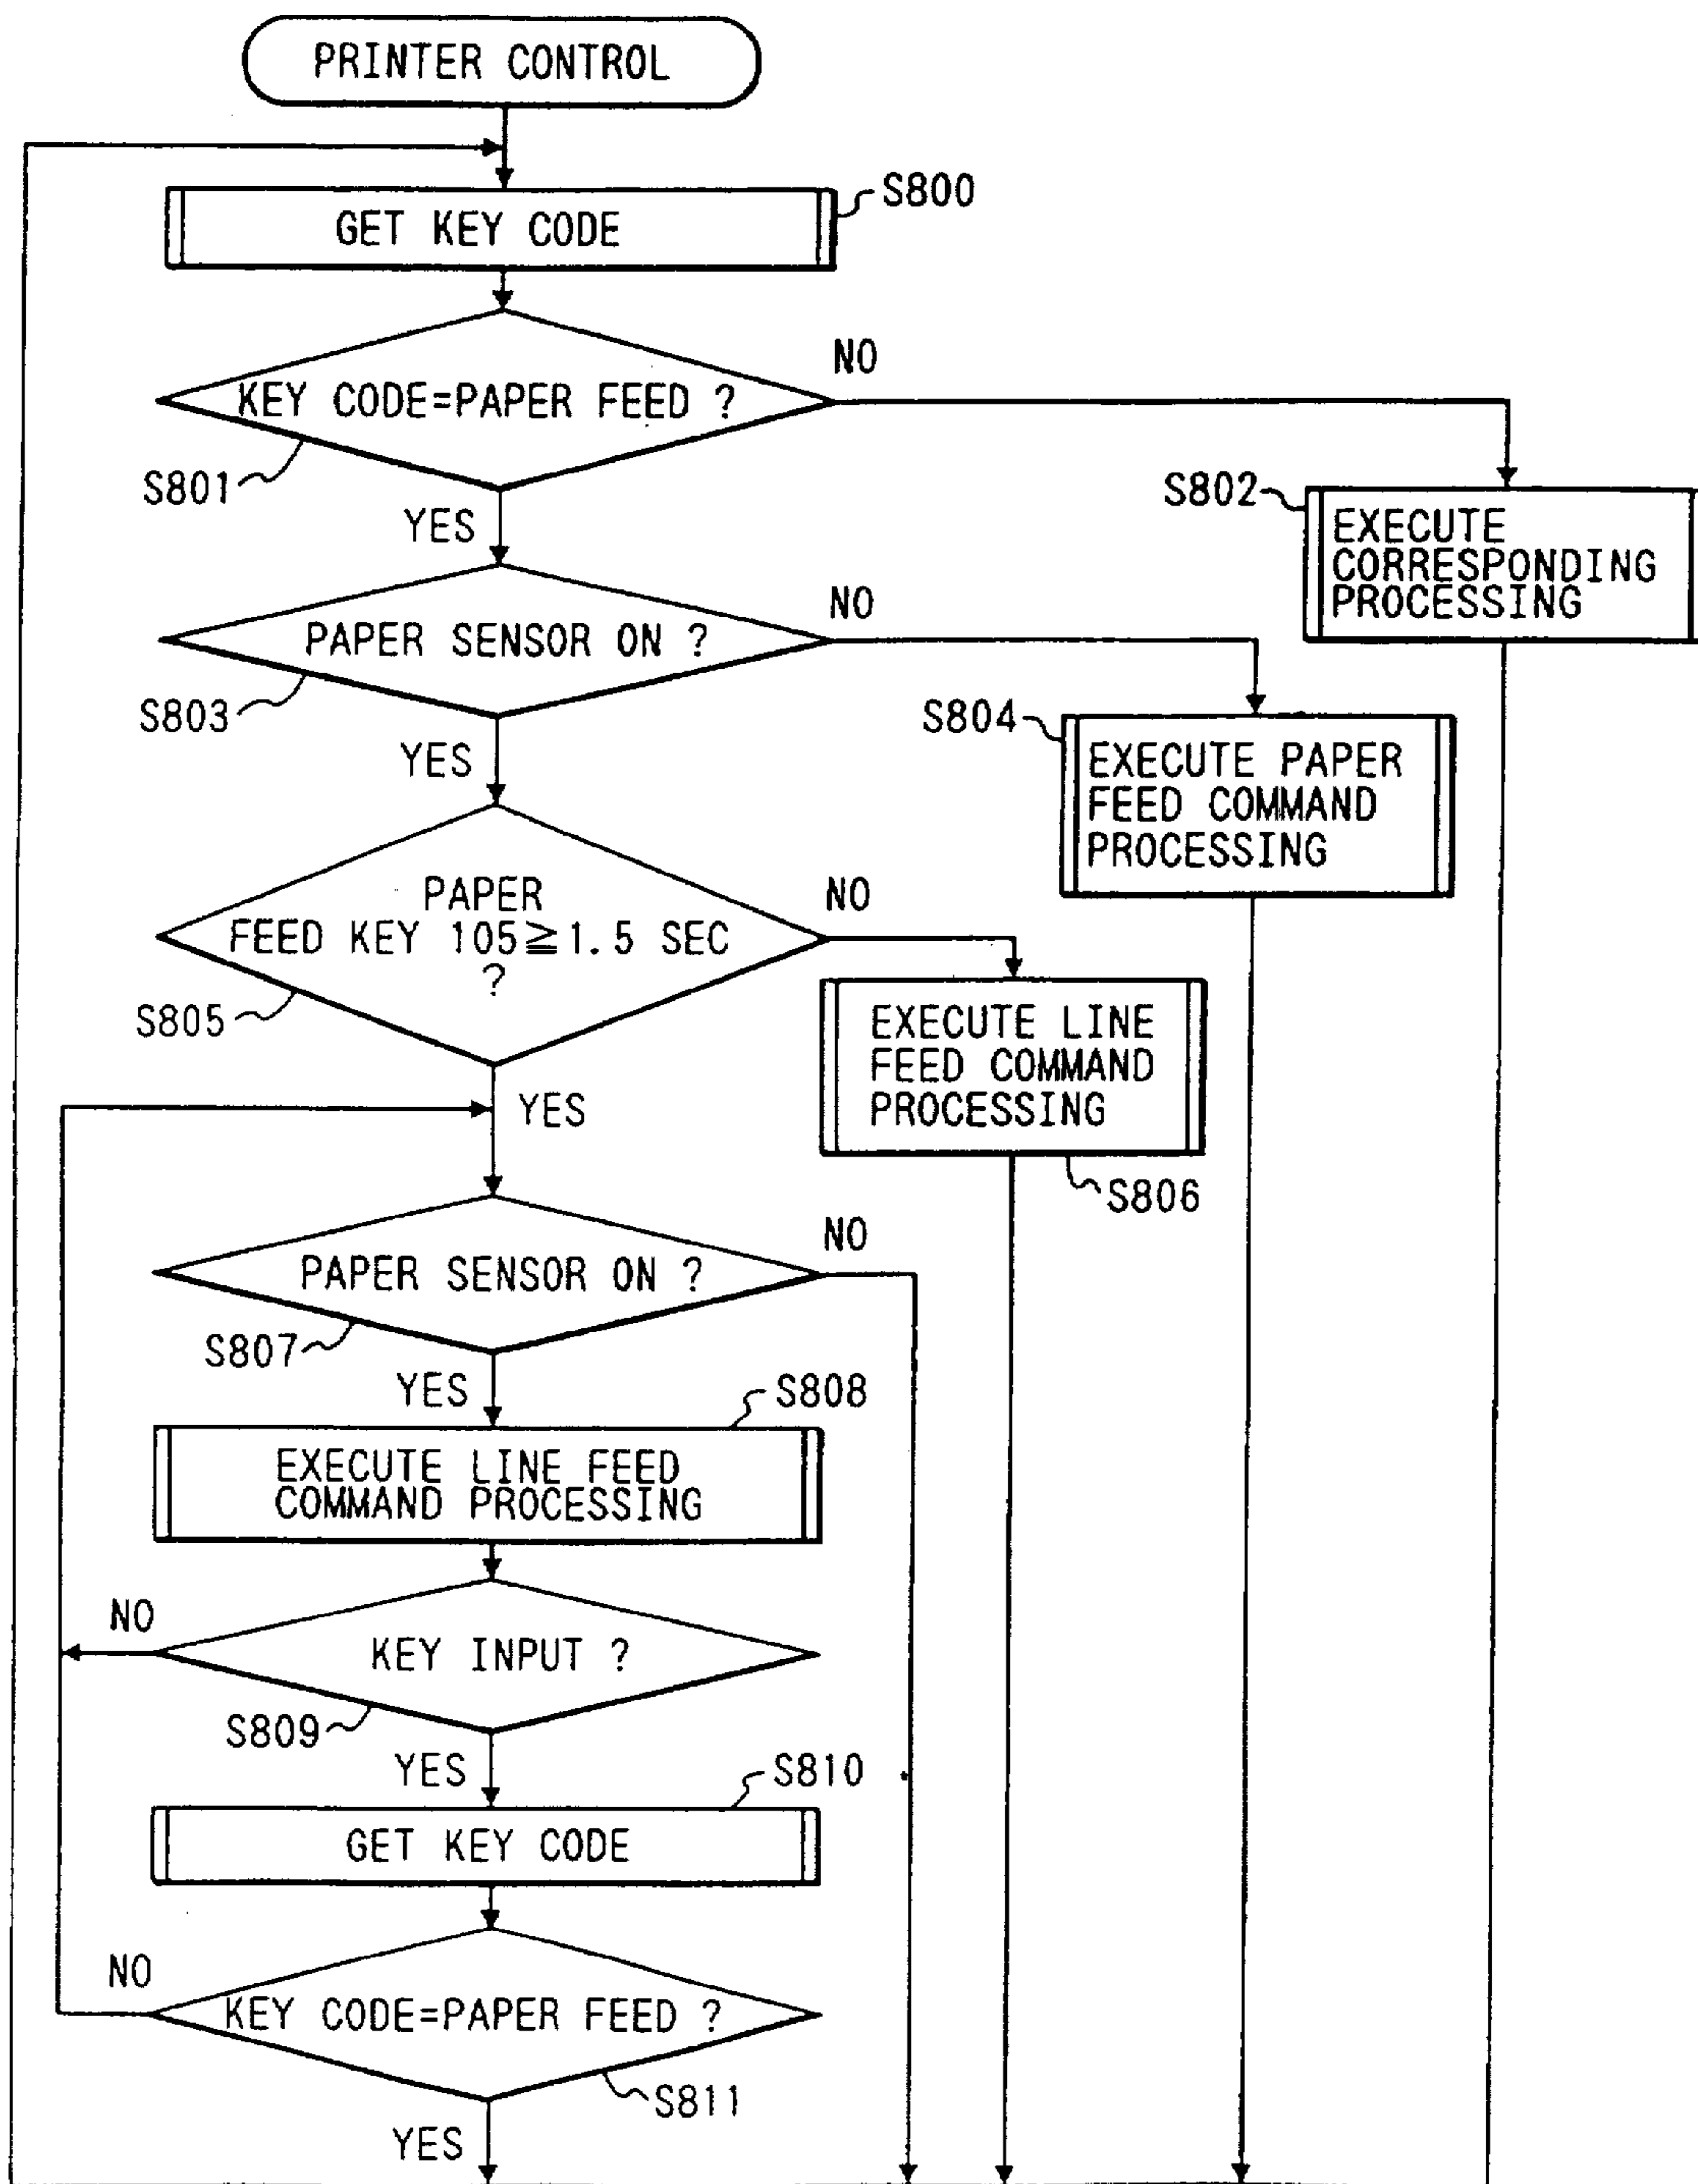 PRINTER CONTROL
S800
GET KEY CODE
NO
KEY CODE=PAPER FEED ?
S801
YES
S802
EXECUTE
CORRESPONDING
PROCESSING
NO
PAPER SENSOR ON ?
S803
YES
S804
EXECUTE PAPER
FEED COMMAND
PROCESSING
NO
PAPER
FEED KEY 105≧1.5 SEC
?
S805
EXECUTE LINE
FEED COMMAND
PROCESSING
YES
S806
NO
PAPER SENSOR ON ?
S807
YES
S808
EXECUTE LINE FEED
COMMAND PROCESSING
NO
KEY INPUT ?
S809
YES
S810
GET KEY CODE
NO
KEY CODE=PAPER FEED ?
S811
YES